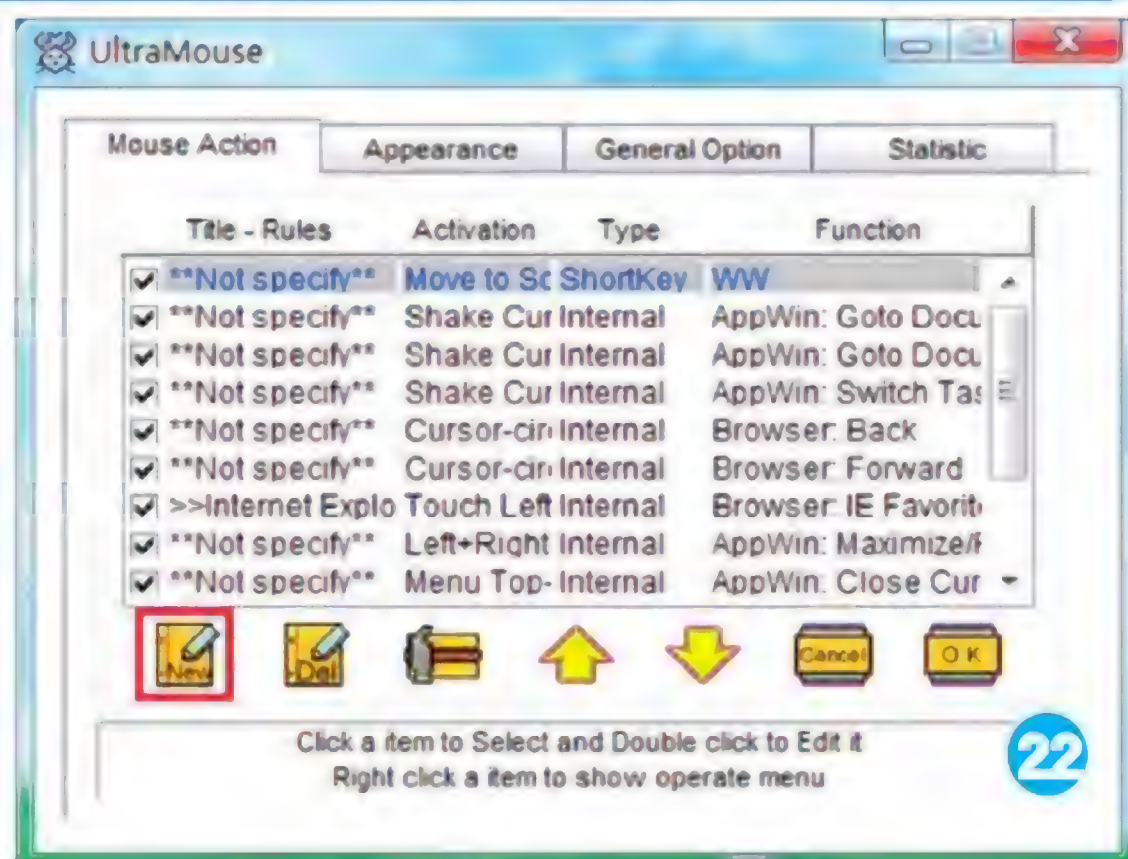 UltraMouse
Mouse Action Appearance General Option Statistic
Title - Rules Activation Type Function
**Not specify** Move to Sc ShortKey WW
**Not specify** Shake Cur Internal AppWin: Goto Docu
**Not specify** Shake Cur Internal AppWin: Goto Docu
**Not specify** Shake Cur Internal AppWin: Switch Tas
**Not specify** Cursor-cir Internal Browser: Back
**Not specify** Cursor-cir Internal Browser: Forward
>>Internet Explo Touch Left Internal Browser: IE Favorit
**Not specify** Left+Right Internal AppWin: Maximize/F
**Not specify** Menu Top- Internal AppWin: Close Cur
New Del Cancel OK
Click a item to Select and Double click to Edit it
Right click a item to show operate menu
22